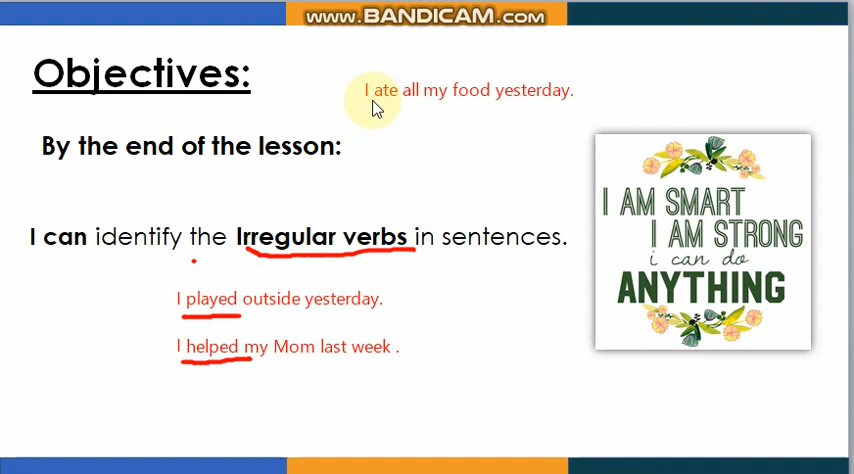 www.BANDICAM.com
Objectives:
I ate all my food yesterday.
By the end of the lesson:
I can identify the Irregular verbs in sentences.
I played outside yesterday.
I helped my Mom last week .
I AM SMART
I AM STRONG
i can do
ANYTHING